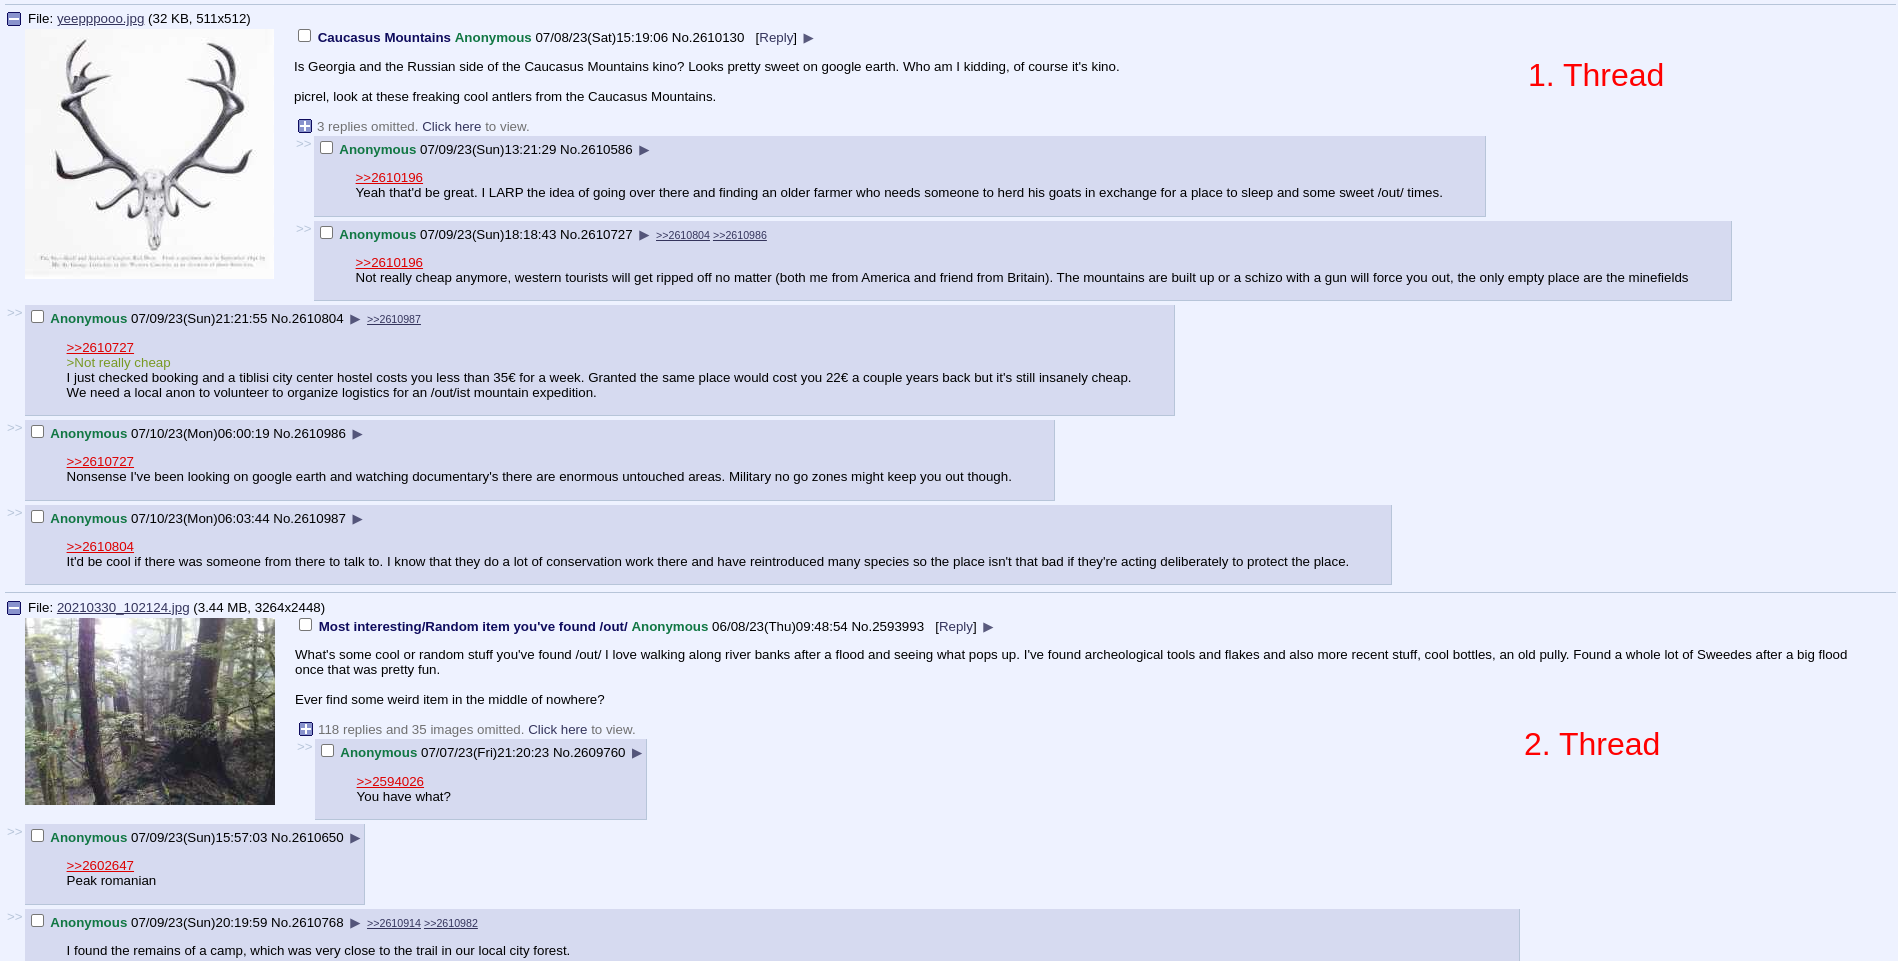 File: yeepppooo.jpg (32 KB, 511x512)
Caucasus Mountains Anonymous 07/08/23(Sat)15:19:06 No.2610130 [Reply] ▶
Is Georgia and the Russian side of the Caucasus Mountains kino? Looks pretty sweet on google earth. Who am I kidding, of course it's kino.
1. Thread
picrel, look at these freaking cool antlers from the Caucasus Mountains.
3 replies omitted. Click here to view.
>> Anonymous 07/09/23(Sun)13:21:29 No.2610586 ▶
>>2610196
Yeah that'd be great. I LARP the idea of going over there and finding an older farmer who needs someone to herd his goats in exchange for a place to sleep and some sweet /out/ times.
>> Anonymous 07/09/23(Sun)18:18:43 No.2610727 ▶ >>2610804 >>2610986
>>2610196
Not really cheap anymore, western tourists will get ripped off no matter (both me from America and friend from Britain). The mountains are built up or a schizo with a gun will force you out, the only empty place are the minefields
>> Anonymous 07/09/23(Sun)21:21:55 No.2610804 ▶ >>2610987
>>2610727
>Not really cheap
I just checked booking and a tiblisi city center hostel costs you less than 35€ for a week. Granted the same place would cost you 22€ a couple years back but it's still insanely cheap.
We need a local anon to volunteer to organize logistics for an /out/ist mountain expedition.
>> Anonymous 07/10/23(Mon)06:00:19 No.2610986 ▶
>>2610727
Nonsense I've been looking on google earth and watching documentary's there are enormous untouched areas. Military no go zones might keep you out though.
>> Anonymous 07/10/23(Mon)06:03:44 No.2610987 ▶
>>2610804
It'd be cool if there was someone from there to talk to. I know that they do a lot of conservation work there and have reintroduced many species so the place isn't that bad if they're acting deliberately to protect the place.
File: 20210330_102124.jpg (3.44 MB, 3264x2448)
Most interesting/Random item you've found /out/ Anonymous 06/08/23(Thu)09:48:54 No.2593993 [Reply] ▶
What's some cool or random stuff you've found /out/ I love walking along river banks after a flood and seeing what pops up. I've found archeological tools and flakes and also more recent stuff, cool bottles, an old pulley. Found a whole lot of Sweedes after a big flood
once that was pretty fun.
Ever find some weird item in the middle of nowhere?
118 replies and 35 images omitted. Click here to view.
2. Thread
>> Anonymous 07/07/23(Fri)21:20:23 No.2609760 ▶
>>2594026
You have what?
>> Anonymous 07/09/23(Sun)15:57:03 No.2610650 ▶
>>2602647
Peak romanian
>> Anonymous 07/09/23(Sun)20:19:59 No.2610768 ▶ >>2610914 >>2610982
I found the remains of a camp, which was very close to the trail in our local city forest.